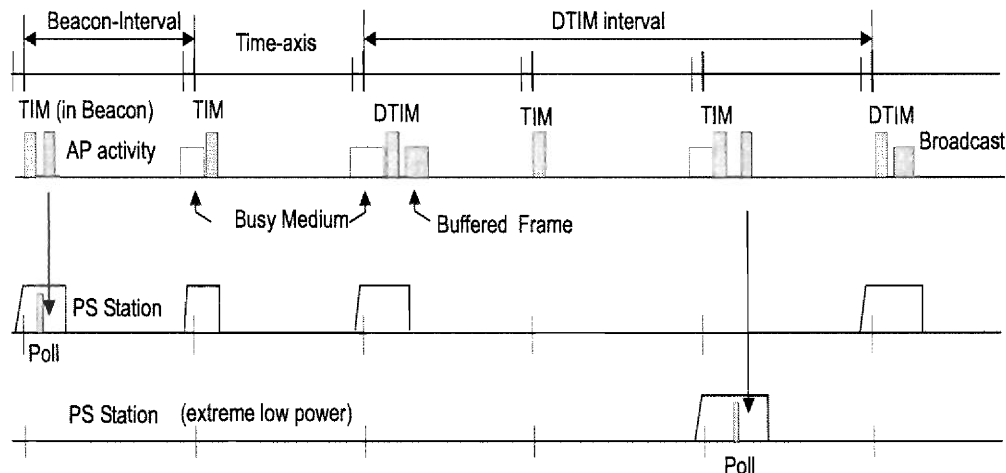 Beacon-Interval
Time-axis
DTIM interval
TIM (in Beacon)
TIM
DTIM
TIM
TIM
DTIM
AP activity
Broadcast
Busy Medium
Buffered Frame
PS Station
Poll
PS Station (extreme low power)
Poll